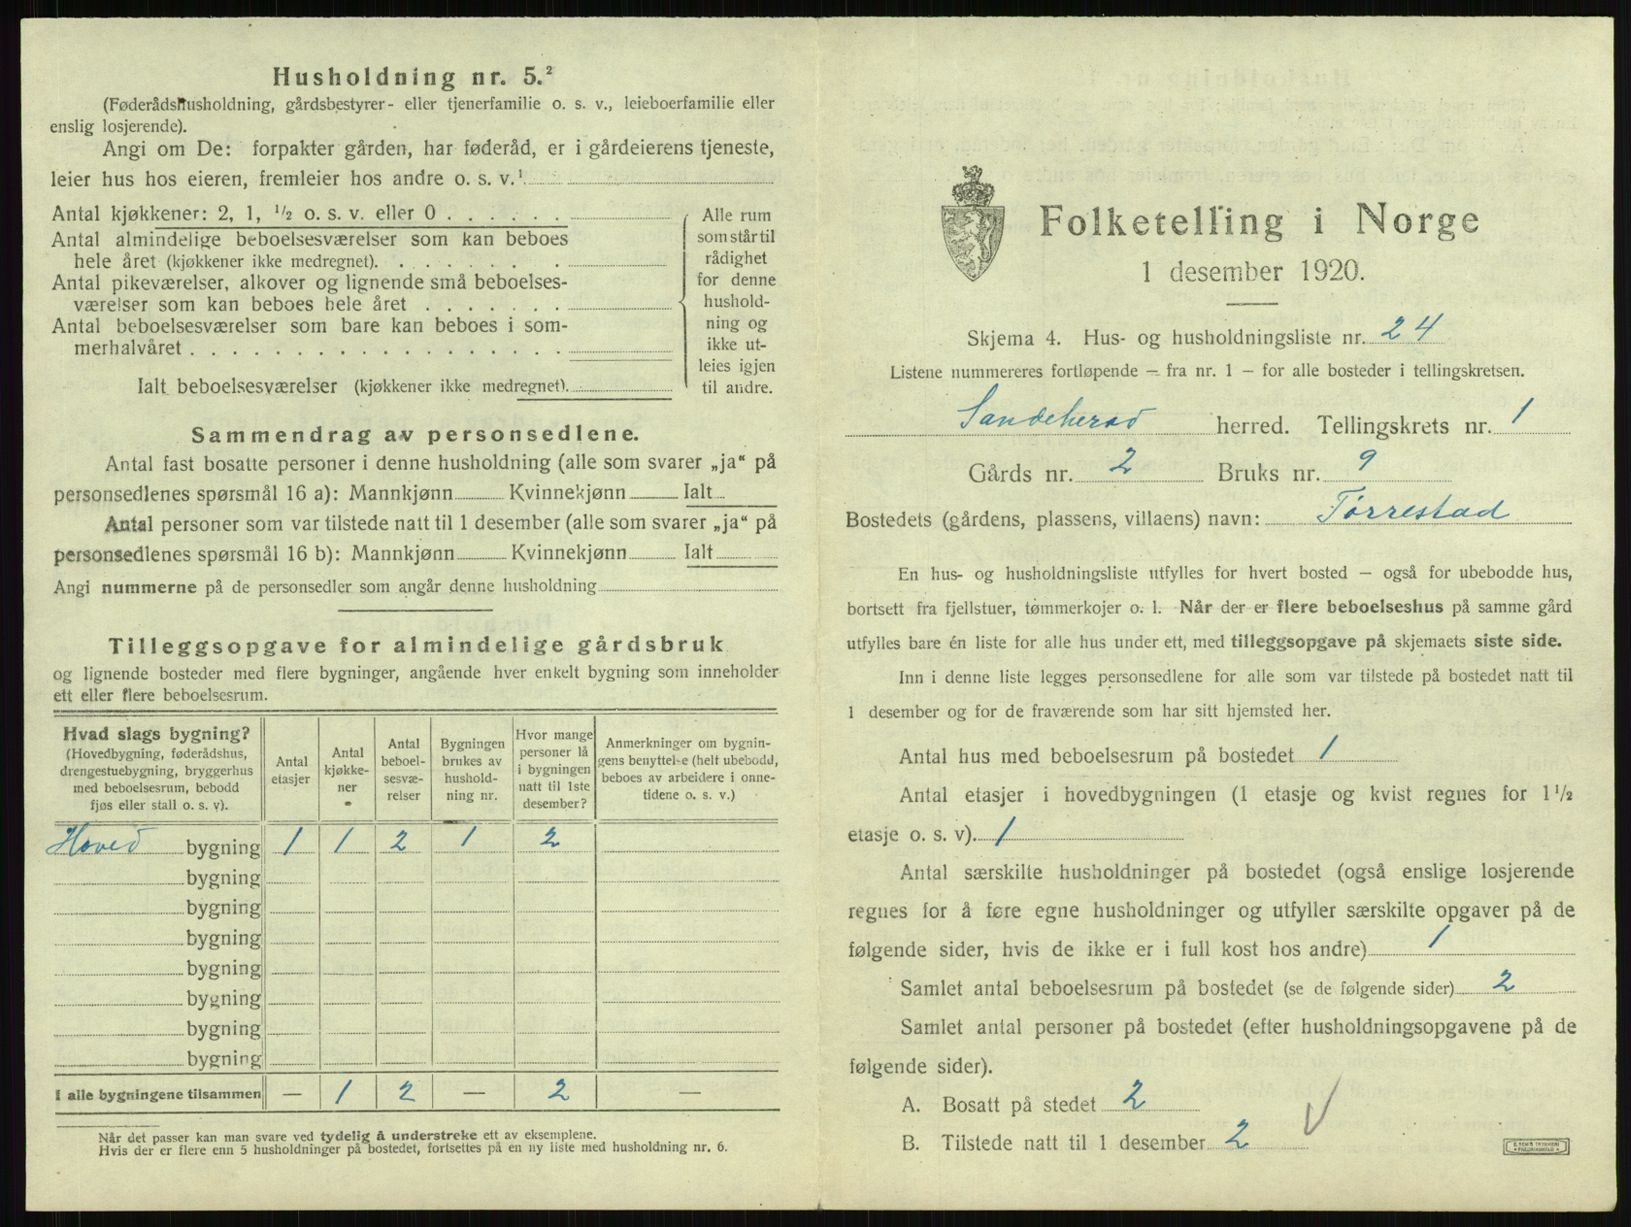 Husholdning nr. 5.²
(Føderådshusholdning, gårdsbestyrer- eller tjenerfamilie o. s. v., leieboerfamilie eller
enslig losjerende).
Angi om De: forpakter gården, har føderåd, er i gårdeierens tjeneste,
leier hus hos eieren, fremleier hos andre o. s. v.¹
Antal kjøkkener: 2, 1, ½ o. s. v. eller 0 . . . . . .
Antal almindelige beboelsesværelser som kan beboes
hele året (kjøkkener ikke medregnet). . . . . . . .
Antal pikeværelser, alkover og lignende små beboelses-
værelser som kan beboes hele året . . . . . . .
Antal beboelsesværelser som bare kan beboes i som-
merhalvåret . . . . . . . . . . . . . . . . . .
Ialt beboelsesværelser (kjøkkener ikke medregnet).
Alle rum
som står til
rådighet
for denne
hushold-
ning og
ikke ut-
leies igjen
til andre.
Sammendrag av personsedlene.
Antal fast bosatte personer i denne husholdning (alle som svarer „ja“ på
personsedlenes spørsmål 16 a): Mannkjønn Kvinnekjønn Ialt
Antal personer som var tilstede natt til 1 desember (alle som svarer „ja“ på
personsedlenes spørsmål 16 b): Mannkjønn Kvinnekjønn Ialt
Angi nummerne på de personsedler som angår denne husholdning
Tilleggsopgave for almindelige gårdsbruk
og lignende bosteder med flere bygninger, angående hver enkelt bygning som inneholder
ett eller flere beboelsesrum.
Hvad slags bygning?
(Hovedbygning, føderådshus,
drengestuebygning, bryggerhus
med beboelsesrum, bebodd
fjøs eller stall o. s. v).
Antal
etasjer
Antal
kjøkke-
ner
Antal
beboel-
sesvæ-
relser
Bygningen
brukes av
hushold-
ning nr.
Hvor mange
personer lå
i bygningen
natt til 1ste
desember?
Anmerkninger om bygnin-
gens benyttelse (helt ubebodd,
beboes av arbeidere i onne-
tidene o. s. v.)
Hoved bygning 1 1 2 1 2
bygning
bygning
bygning
bygning
bygning
bygning
bygning
I alle bygningene tilsammen — 1 2 — 2 —
Når det passer kan man svare ved tydelig å understreke ett av eksemplene.
Hvis der er flere enn 5 husholdninger på bostedet, fortsettes på en ny liste med husholdning nr. 6.
Folketelling i Norge
1 desember 1920.
Skjema 4. Hus- og husholdningsliste nr. 24
Listene nummereres fortløpende — fra nr. 1 — for alle bosteder i tellingskretsen.
Sandeherad herred. Tellingskrets nr. 1
Gårds nr. 2 Bruks nr. 9
Bostedets (gårdens, plassens, villaens) navn: Tørrestad
En hus- og husholdningsliste utfylles for hvert bosted — også for ubebodde hus,
bortsett fra fjellstuer, tømmerkojer o. l. Når der er flere beboelseshus på samme gård
utfylles bare én liste for alle hus under ett, med tilleggsopgave på skjemaets siste side.
Inn i denne liste legges personsedlene for alle som var tilstede på bostedet natt til
1 desember og for de fraværende som har sitt hjemsted her.
Antal hus med beboelsesrum på bostedet 1
Antal etasjer i hovedbygningen (1 etasje og kvist regnes for 1½
etasje o. s. v). 1
Antal særskilte husholdninger på bostedet (også enslige losjerende
regnes for å føre egne husholdninger og utfyller særskilte opgaver på de
følgende sider, hvis de ikke er i full kost hos andre) 1
Samlet antal beboelsesrum på bostedet (se de følgende sider) 2
Samlet antal personer på bostedet (efter husholdningsopgavene på de
følgende sider).
A. Bosatt på stedet 2
B. Tilstede natt til 1 desember 2